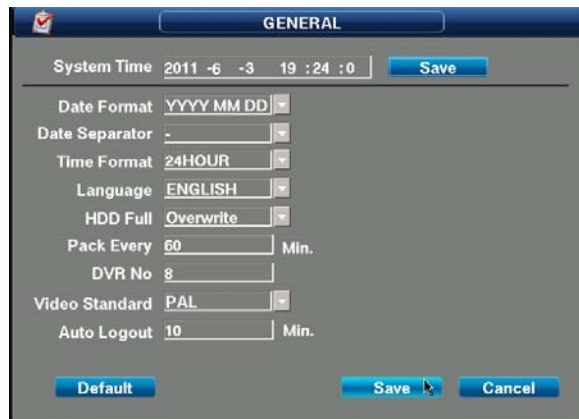 GENERAL
System Time 2011 -6 -3 19 :24 :0 Save
Date Format YYYY MM DD
Date Separator -
Time Format 24HOUR
Language ENGLISH
HDD Full Overwrite
Pack Every 60 Min.
DVR No 8
Video Standard PAL
Auto Logout 10 Min.
Default Save Cancel